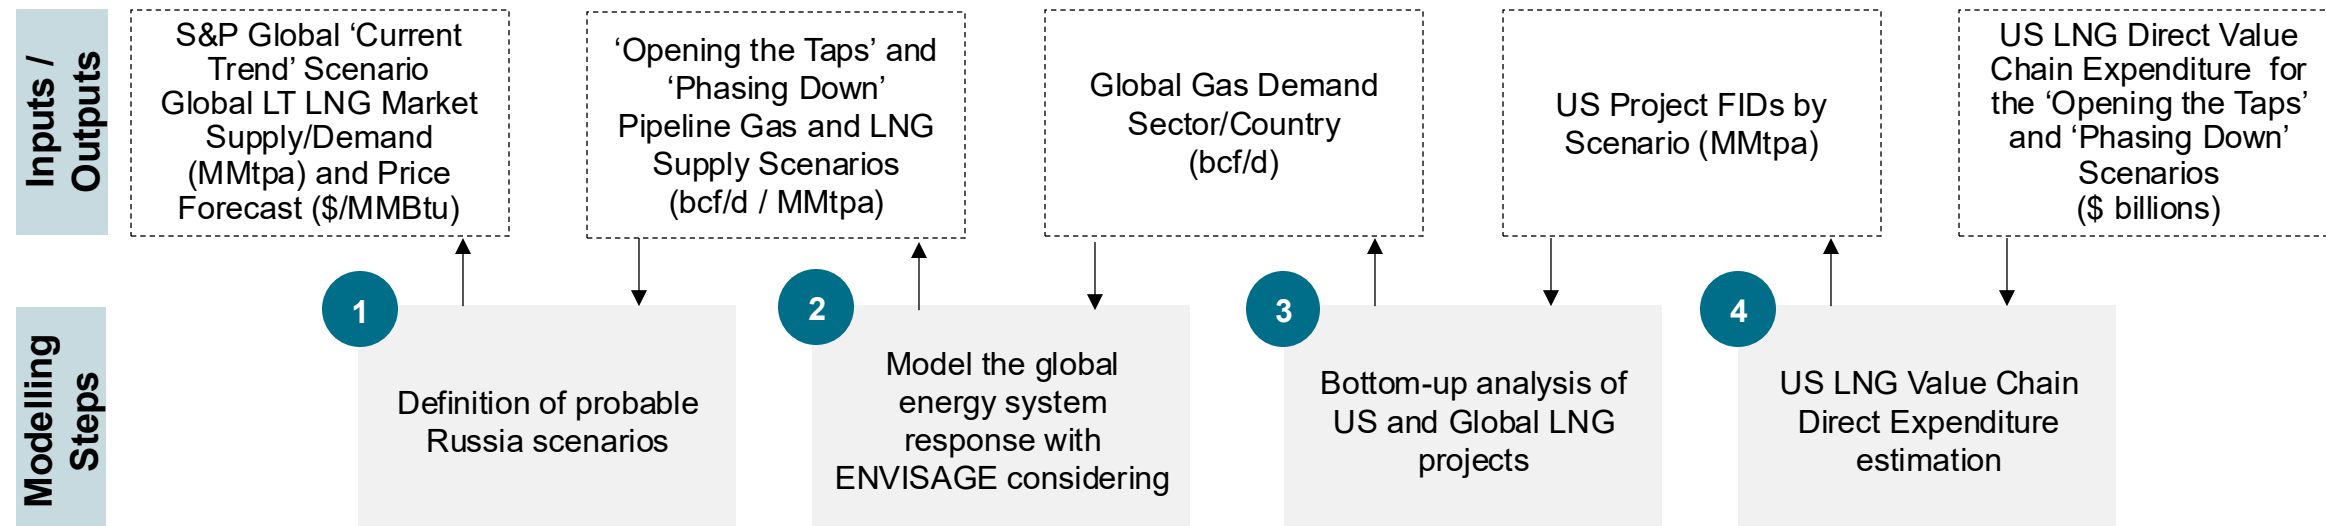 Inputs /
Outputs
S&P Global ‘Current
Trend’ Scenario
Global LT LNG Market
Supply/Demand
(MMtpa) and Price
Forecast ($/MMBtu)
‘Opening the Taps’ and
‘Phasing Down’
Pipeline Gas and LNG
Supply Scenarios
(bcf/d / MMtpa)
Global Gas Demand
Sector/Country
(bcf/d)
US Project FIDs by
Scenario (MMtpa)
US LNG Direct Value
Chain Expenditure for
the ‘Opening the Taps’
and ‘Phasing Down’
Scenarios
($ billions)
Modelling
Steps
1
Definition of probable
Russia scenarios
2
Model the global
energy system
response with
ENVISAGE considering
3
Bottom-up analysis of
US and Global LNG
projects
4
US LNG Value Chain
Direct Expenditure
estimation